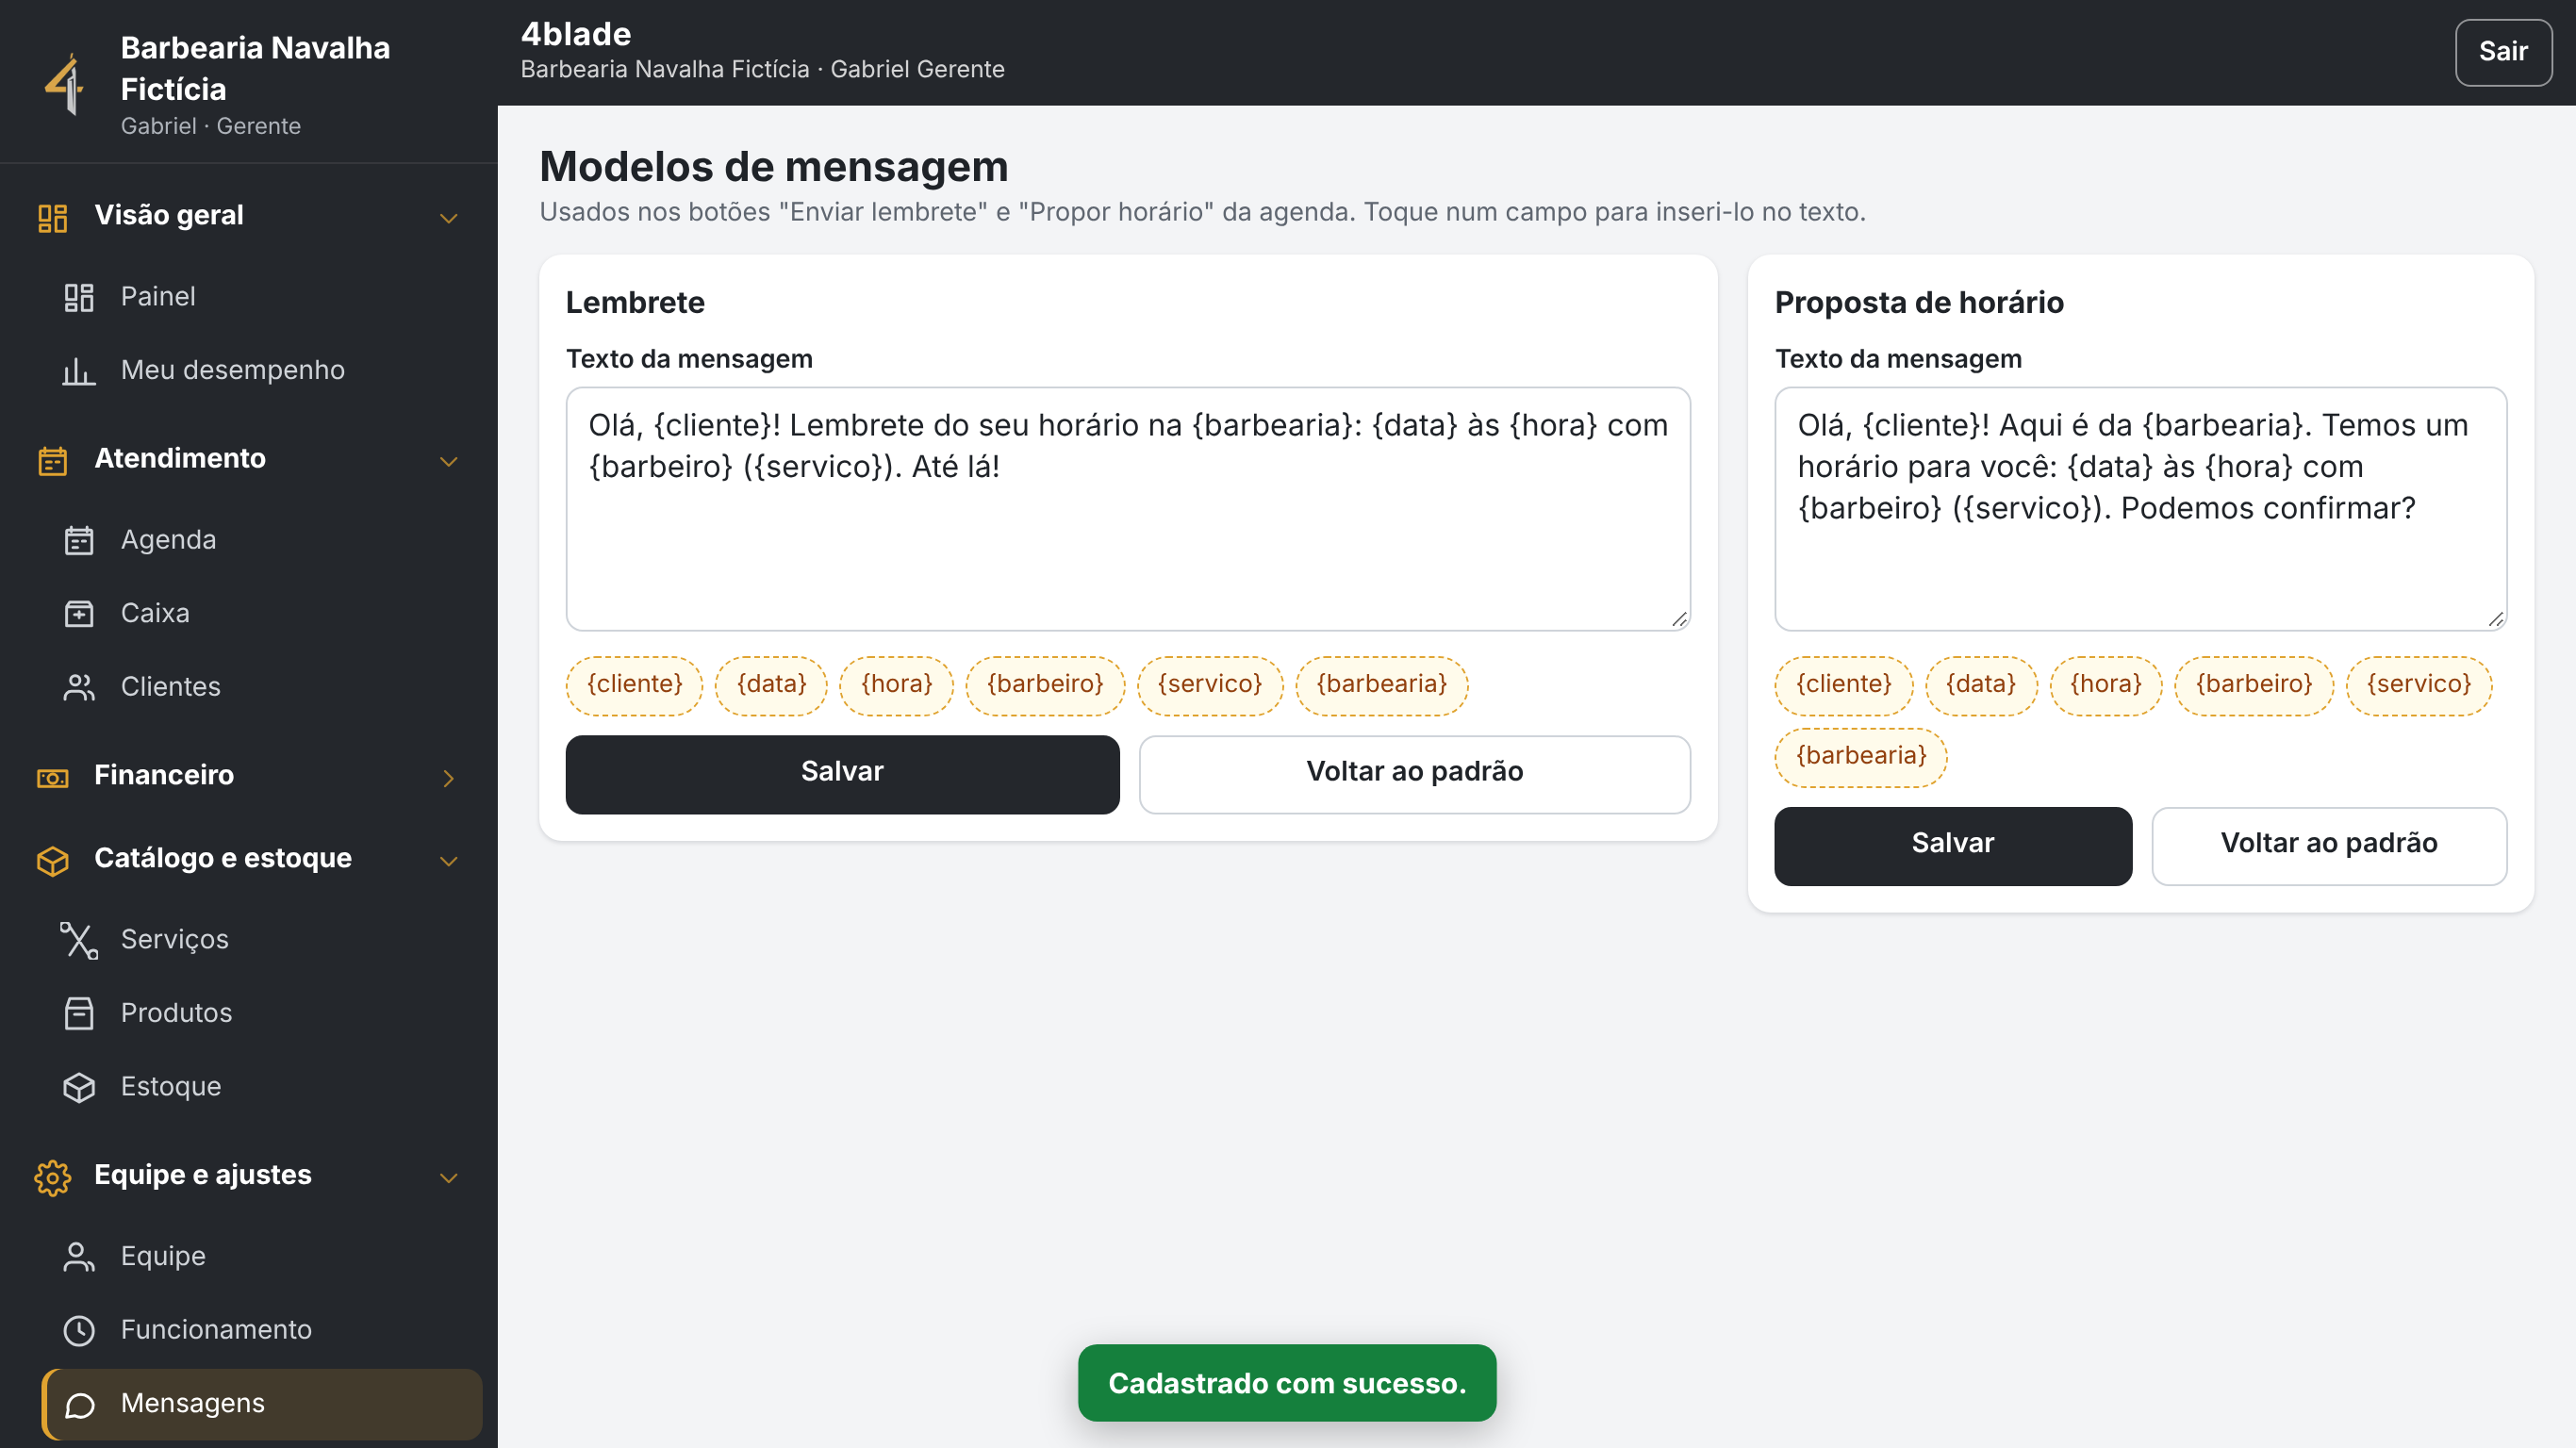 Barbearia Navalha
Fictícia
Gabriel · Gerente
Visão geral
Painel
Meu desempenho
Atendimento
Agenda
Caixa
Clientes
Financeiro
Catálogo e estoque
Serviços
Produtos
Estoque
Equipe e ajustes
Equipe
Funcionamento
Mensagens
4blade
Barbearia Navalha Fictícia · Gabriel Gerente
Sair
Modelos de mensagem
Usados nos botões "Enviar lembrete" e "Propor horário" da agenda. Toque num campo para inseri-lo no texto.
Lembrete
Texto da mensagem
Olá, {cliente}! Lembrete do seu horário na {barbearia}: {data} às {hora} com
{barbeiro} ({servico}). Até lá!
{cliente} {data} {hora} {barbeiro} {servico} {barbearia}
Salvar
Voltar ao padrão
Proposta de horário
Texto da mensagem
Olá, {cliente}! Aqui é da {barbearia}. Temos um
horário para você: {data} às {hora} com
{barbeiro} ({servico}). Podemos confirmar?
{cliente} {data} {hora} {barbeiro} {servico}
{barbearia}
Salvar
Voltar ao padrão
Cadastrado com sucesso.